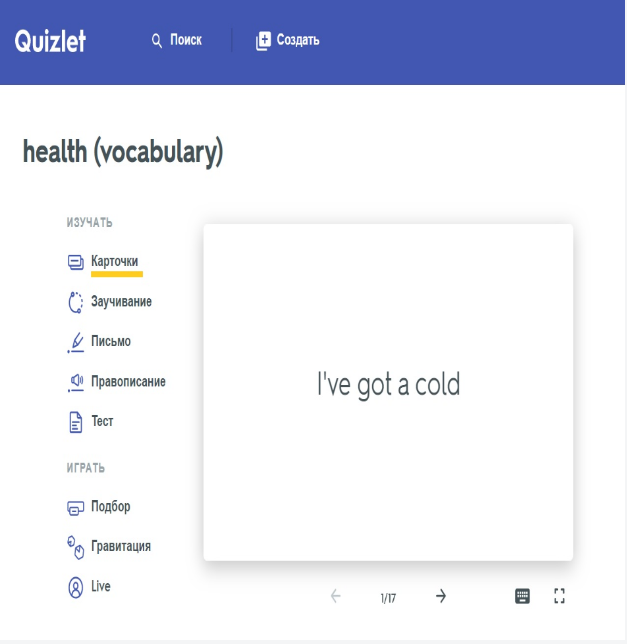 Quizlet
Поиск
Создать
health (vocabulary)
ИЗУЧАТЬ
Карточки
Заучивание
Письмо
Правописание
Тест
ИГРАТЬ
Подбор
Гравитация
Live
I've got a cold
1/17